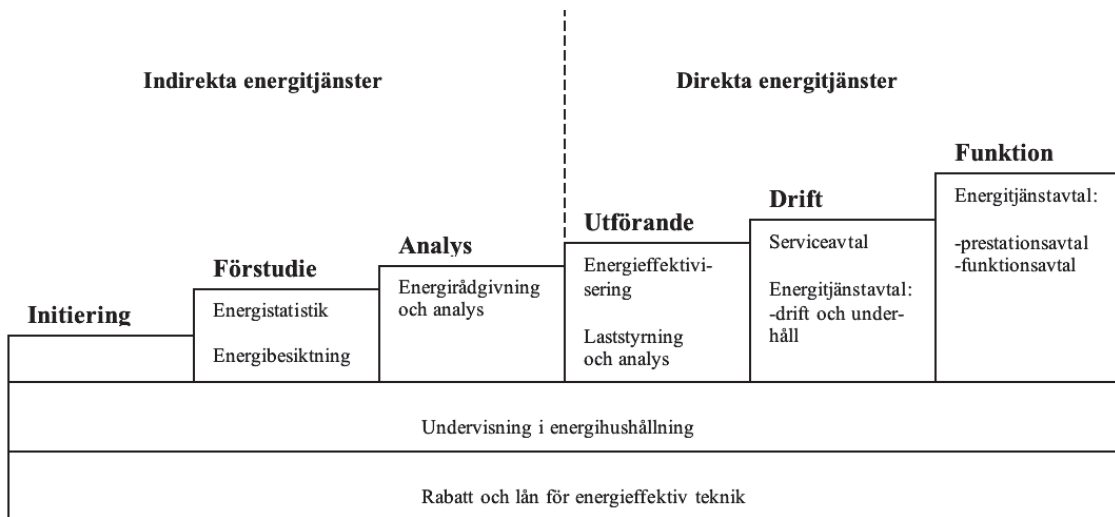 Indirekta energitjänster
Direkta energitjänster
Initiering
Förstudie
Energistatistik
Energibesiktning
Analys
Energirådgivning
och analys
Utförande
Energieffektivi-
sering
Laststyrning
och analys
Drift
Serviceavtal
Energitjänstavtal:
-drift och under-
håll
Funktion
Energitjänstavtal:
-prestationsavtal
-funktionsavtal
Undervisning i energihushållning
Rabatt och lån för energieffektiv teknik